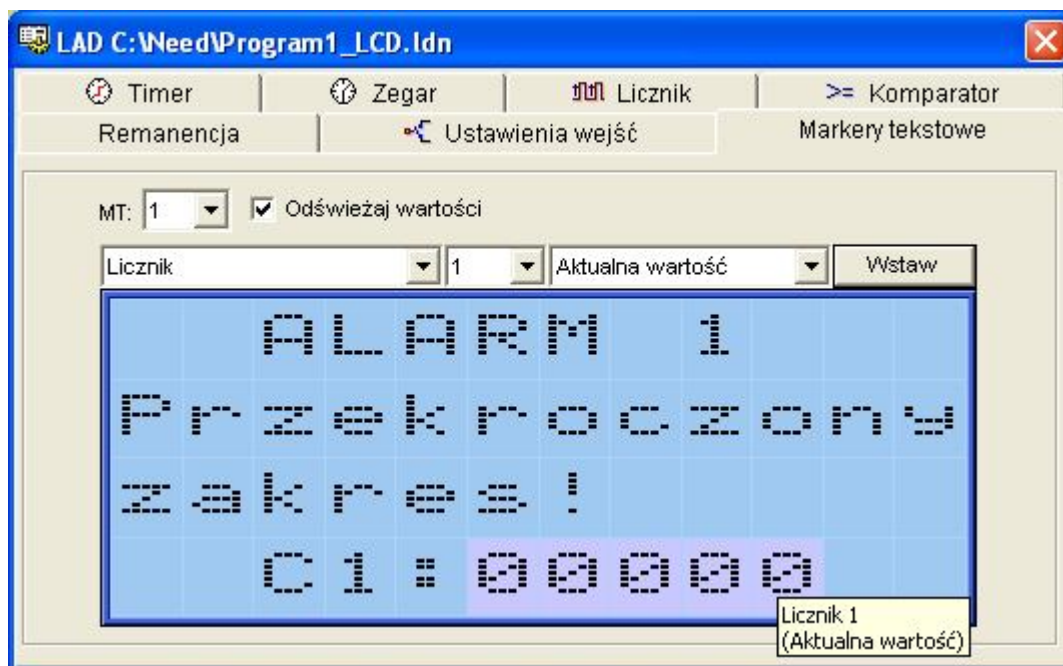 LAD C:\Need\Program1_LCD.ldn
Timer Zegar Licznik >= Komparator
Remanencja Ustawienia wejść Markery tekstowe
MT: 1 Odświeżaj wartości
Licznik 1 Aktualna wartość Wstaw
ALARM 1
Przekroczony
zakres!
C1:00000
Licznik 1
(Aktualna wartość)